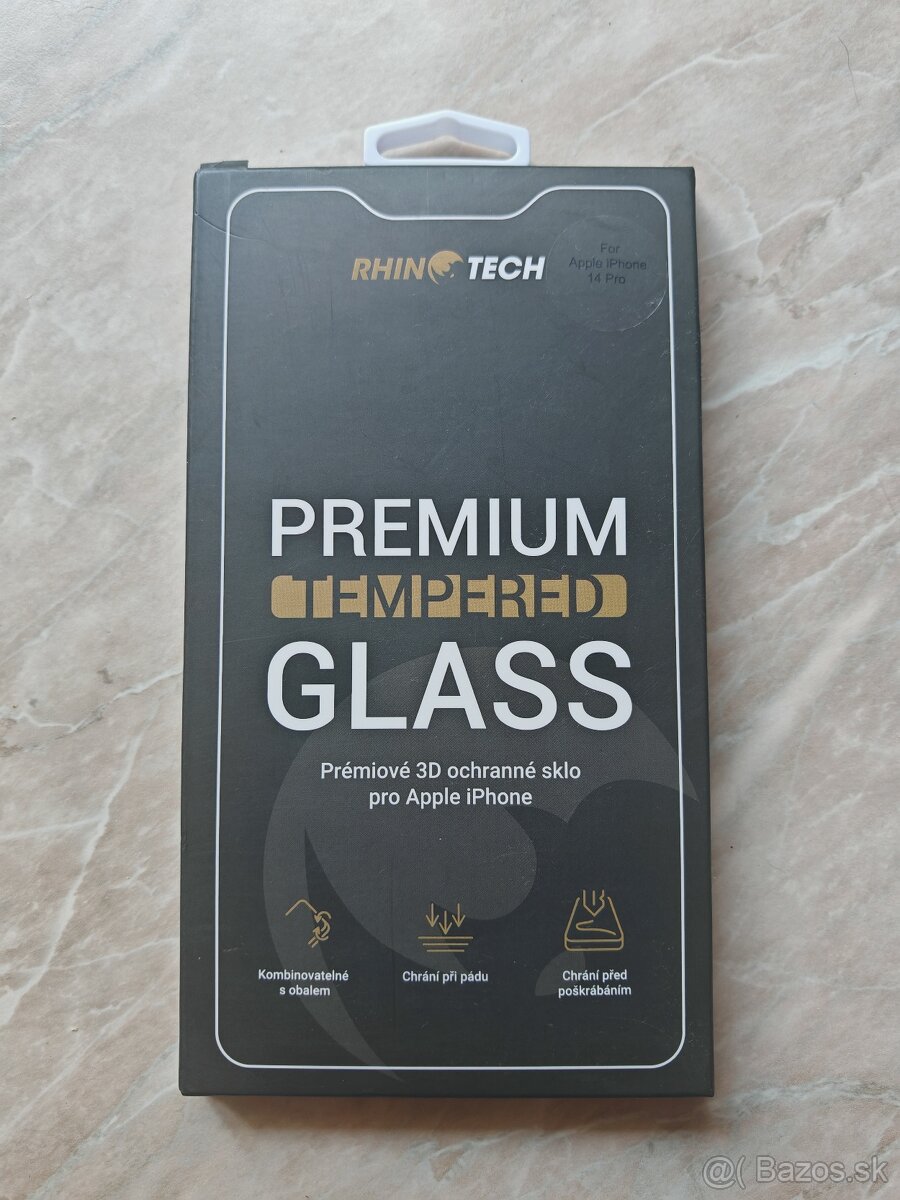 RHINOTECH
For
Apple iPhone
14 Pro
PREMIUM
TEMPERED
GLASS
Prémiové 3D ochranné sklo
pro Apple iPhone
Kombinovatelné
s obalem
Chrání při pádu
Chrání před
poškrábáním
@( Bazos.sk